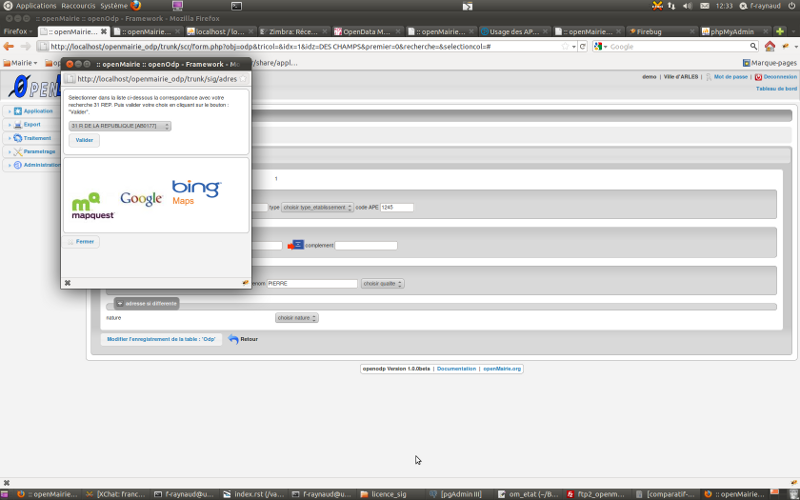 Applications Raccourcis Système
12:33 f-raynaud
:: openMairie :: openOdp - Framework - Mozilla Firefox
Firefox
:: openMairie...
:: openMairie...
:: openMairie...
localhost / lo...
Zimbra: Réce...
OpenData M...
:: openMairie...
Usage des AP...
:: openMairie...
Firebug
phpMyAdmin
http://localhost/openmairie_odp/trunk/scr/form.php?obj=odp&tricol=&idx=1&idz=DES CHAMPS&premier=0&recherche=&selectioncol=#
Google
Mairie
/share/appl...
Marque-pages
:: openMairie :: openOdp - Framework - M
http://localhost/openmairie_odp/trunk/sig/adres
demo | Ville d'ARLES | Mot de passe | Deconnexion
Tableau de bord
OPEN
Application
Export
Traitement
Parametrage
Administration
Selectionner dans la liste ci-dessous la correspondance avec votre
recherche 31 REP. Puis valider votre choix en cliquant sur le bouton :
"Valider".
31 R DE LA REPUBLIQUE [AB0177]
Valider
mapquest
Google
bing
Maps
Fermer
1
type choisir type_etablissement code APE 1245
complement
enom PIERRE choisir qualite
adresse si differente
nature choisir nature
Modifier l'enregistrement de la table : 'Odp' Retour
openodp Version 1.0.0beta | Documentation | openMairie.org
:: openMairie ...
[XChat: franc...
f-raynaud@u...
index.rst (/va...
f-raynaud@u...
licence_sig
[pgAdmin III]
om_etat (~/B...
ftp2_openm...
[comparatif-...
:: openMairie ...